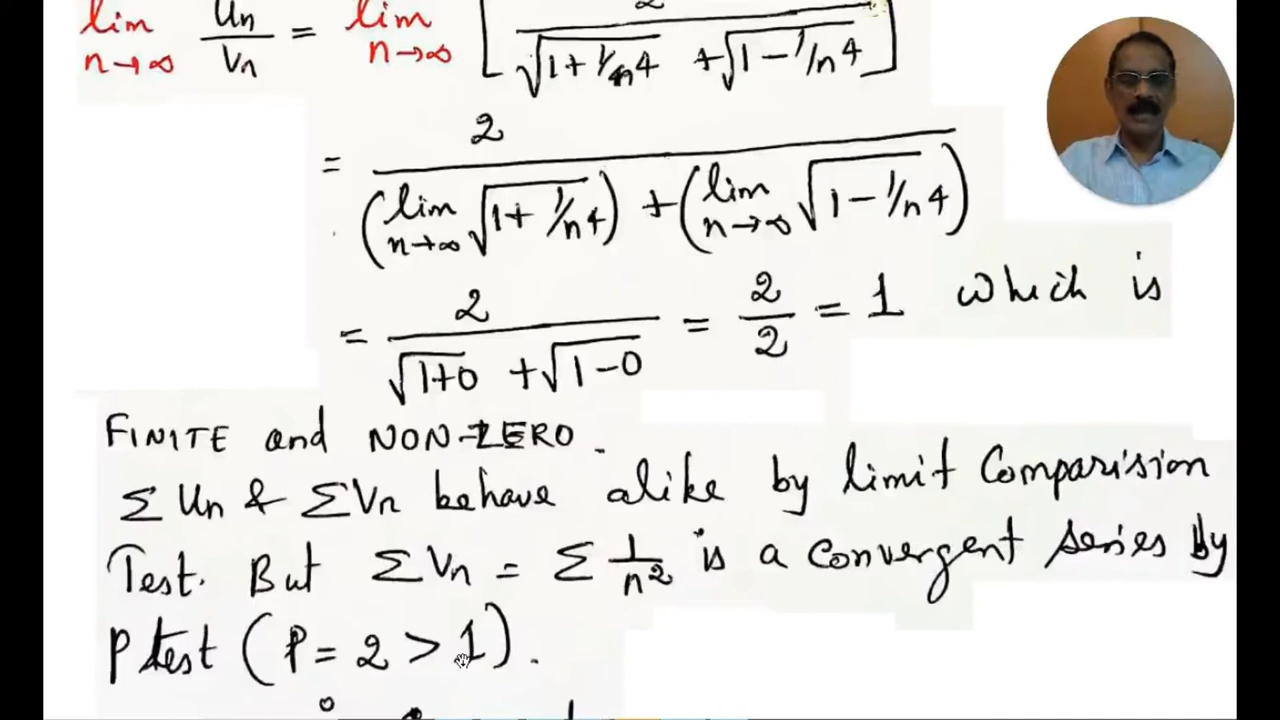 lim n→∞ Un/Vn = lim n→∞ [2/(√(1+1/n4) + √(1-1/n4))]
= 2/((lim n→∞ √(1+1/n4)) + (lim n→∞ √(1-1/n4)))
= 2/(√(1+0) + √(1-0)) = 2/2 = 1 which is
FINITE and NON-ZERO.
Σ Un & ΣVn behave alike by limit Comparision
Test. But ΣVn = Σ 1/n² is a convergent series by
P test (P = 2 > 1).